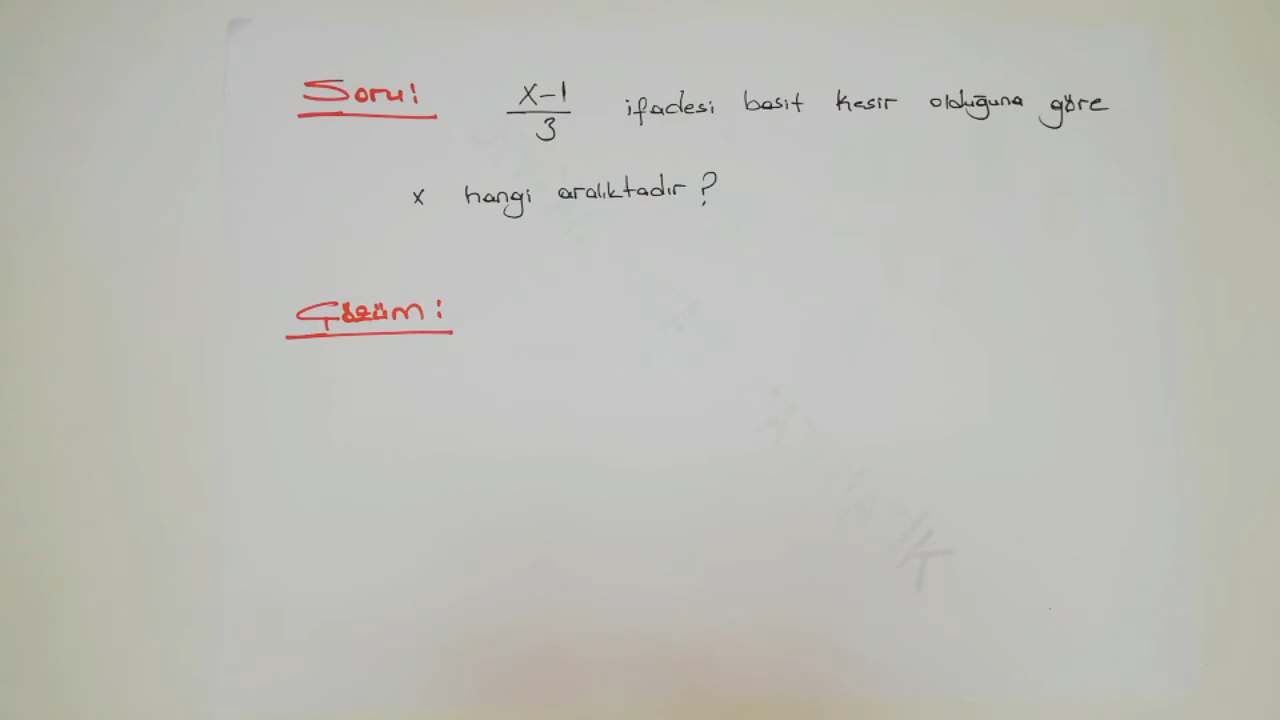 Soru: x-1/3 ifadesi basit kesir olduğuna göre
x hangi aralıktadır?
Çözüm: